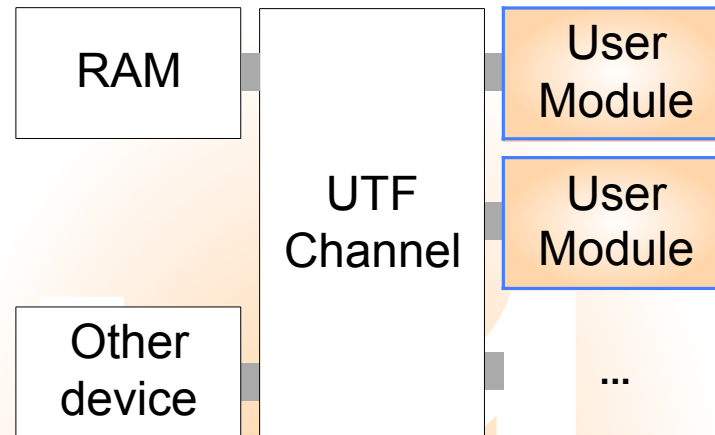 RAM
User
Module
UTF
Channel
User
Module
Other
device
...